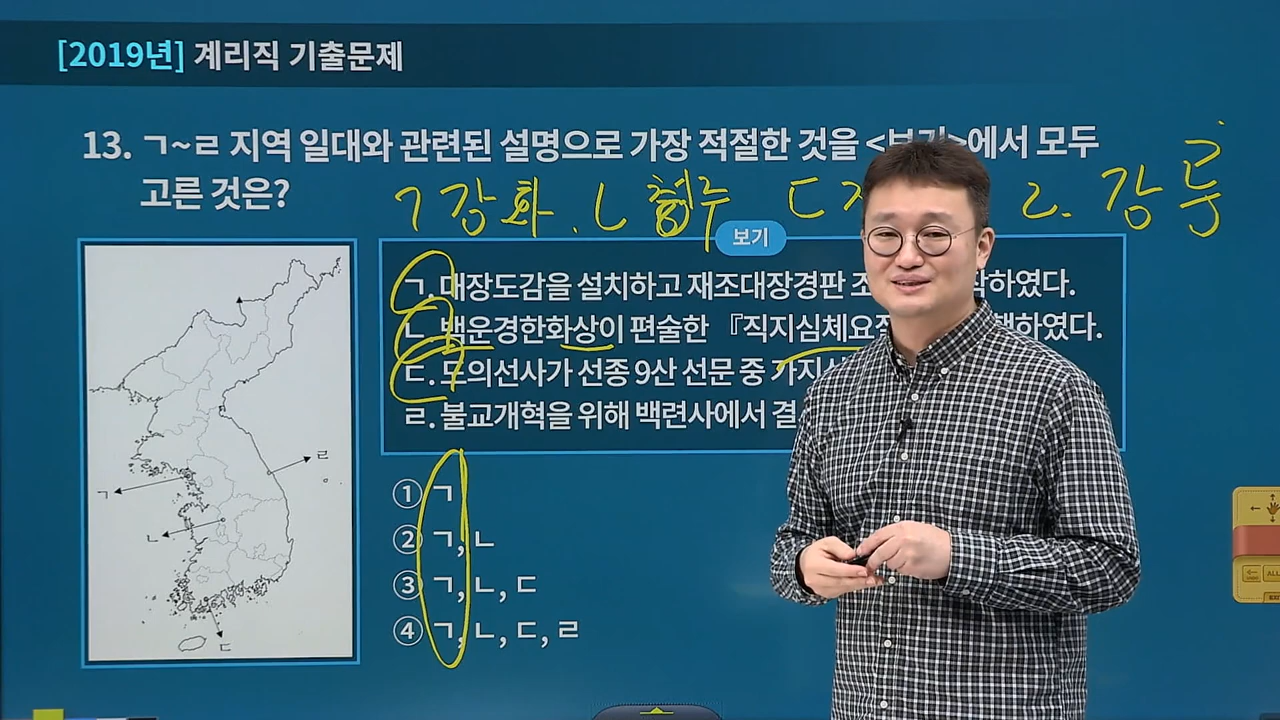 [2019년] 계리직 기출문제
13. ㄱ~ㄹ 지역 일대와 관련된 설명으로 가장 적절한 것을 <보기>에서 모두
고른 것은?
ㄱ 강화. ㄴ 청주 ㄷ ㄹ. 강릉
보기
ㄱ. 대장도감을 설치하고 재조대장경판 하였다.
ㄴ. 백운경한화상이 편술한 『직지심체요 하였다.
ㄷ. 도의선사가 선종 9산 선문 중
ㄹ. 불교개혁을 위해 백련사에서
ㄹ
ㄱ
ㄴ
ㄷ
① ㄱ
② ㄱ, ㄴ
③ ㄱ, ㄴ, ㄷ
④ ㄱ, ㄴ, ㄷ, ㄹ